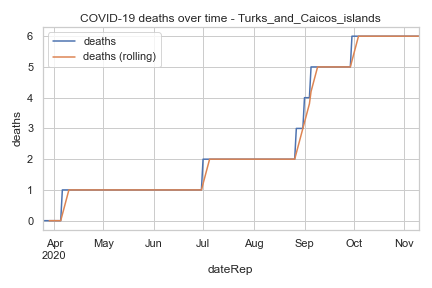 COVID-19 deaths over time - Turks_and_Caicos_islands
deaths
deaths (rolling)
6
5
4
3
2
1
0
deaths
Apr May Jun Jul Aug Sep Oct Nov
2020
dateRep